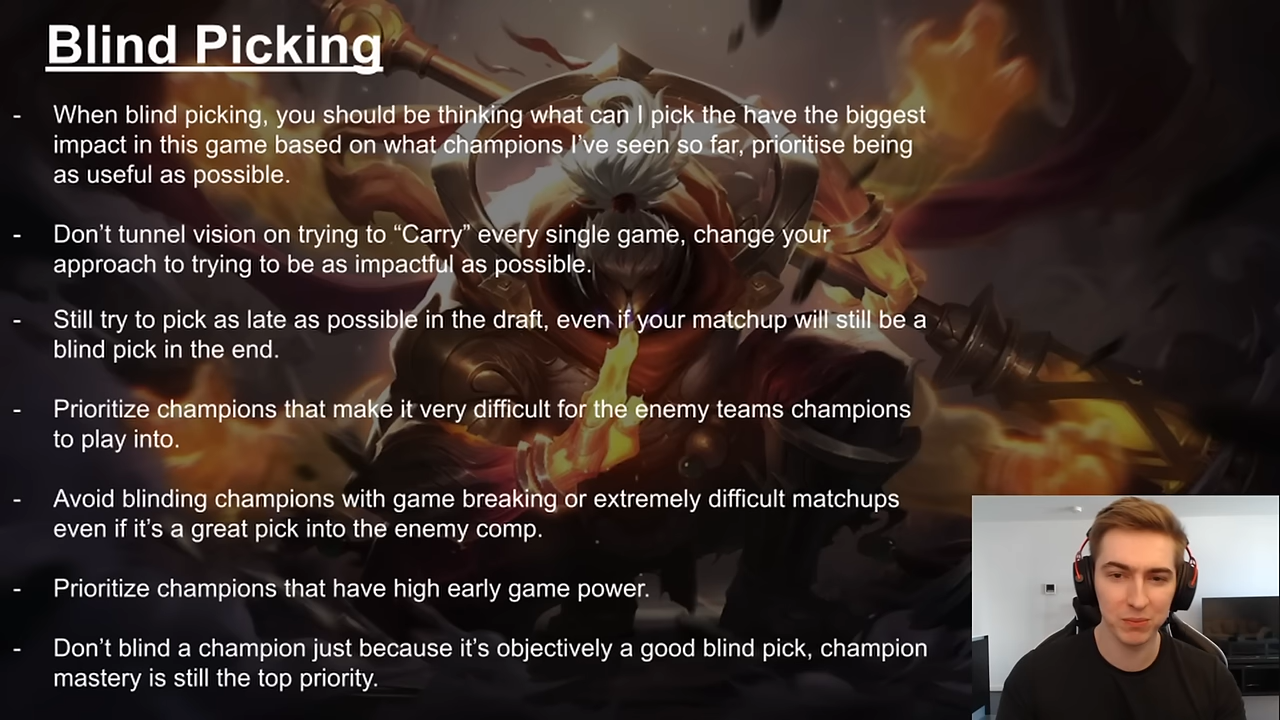 Blind Picking
- When blind picking, you should be thinking what can I pick the have the biggest
impact in this game based on what champions I've seen so far, prioritise being
as useful as possible.
- Don't tunnel vision on trying to “Carry” every single game, change your
approach to trying to be as impactful as possible.
- Still try to pick as late as possible in the draft, even if your matchup will still be a
blind pick in the end.
- Prioritize champions that make it very difficult for the enemy teams champions
to play into.
- Avoid blinding champions with game breaking or extremely difficult matchups
even if it's a great pick into the enemy comp.
- Prioritize champions that have high early game power.
- Don't blind a champion just because it's objectively a good blind pick, champion
mastery is still the top priority.